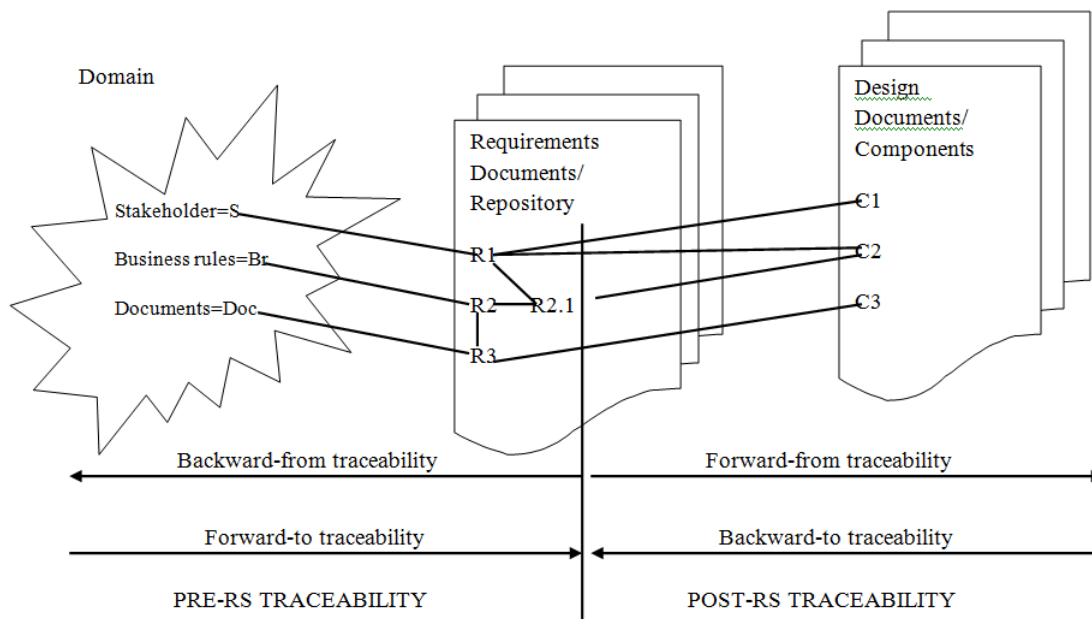 Domain
Stakeholder=S
Business rules=Br
Documents=Doc
Requirements
Documents/
Repository
R1
R2 R2.1
R3
Design
Documents/
Components
C1
C2
C3
Backward-from traceability
Forward-from traceability
Forward-to traceability
Backward-to traceability
PRE-RS TRACEABILITY
POST-RS TRACEABILITY